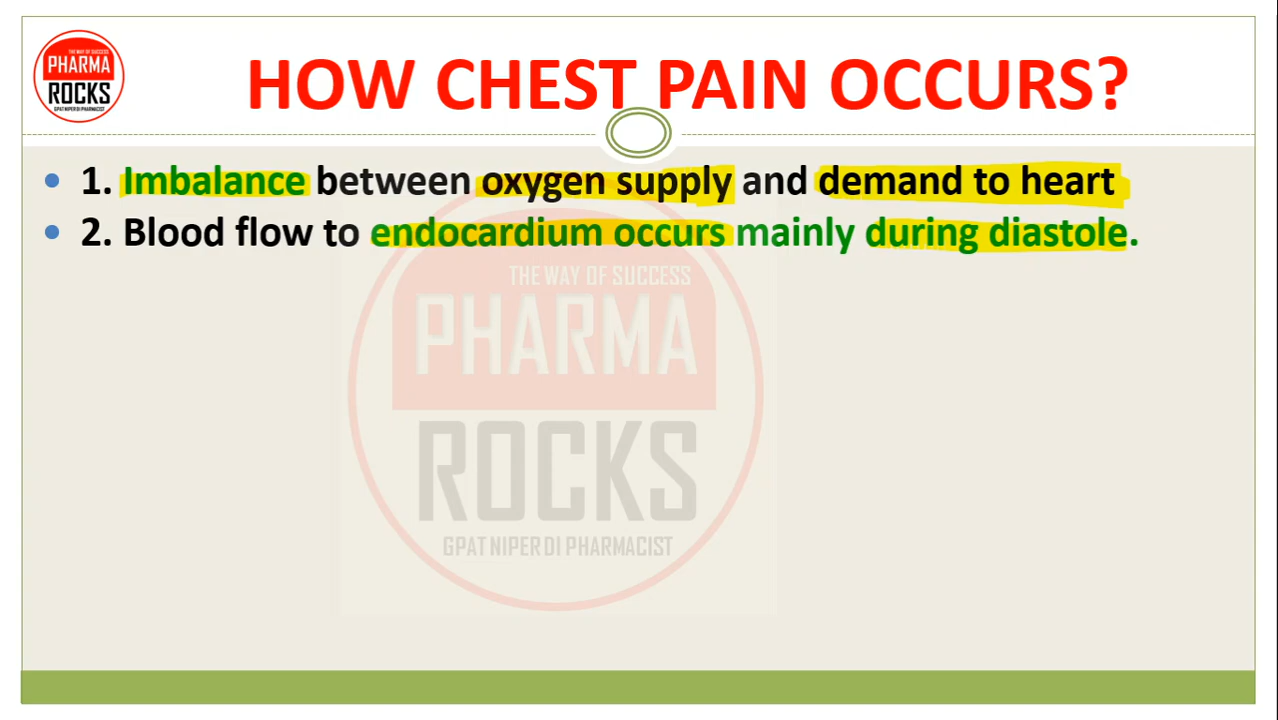 THE WAY OF SUCCESS
PHARMA
ROCKS
GPAT NIPER DI PHARMACIST
HOW CHEST PAIN OCCURS?
• 1. Imbalance between oxygen supply and demand to heart
• 2. Blood flow to endocardium occurs mainly during diastole.
THE WAY OF SUCCESS
PHARMA
ROCKS
GPAT NIPER DI PHARMACIST